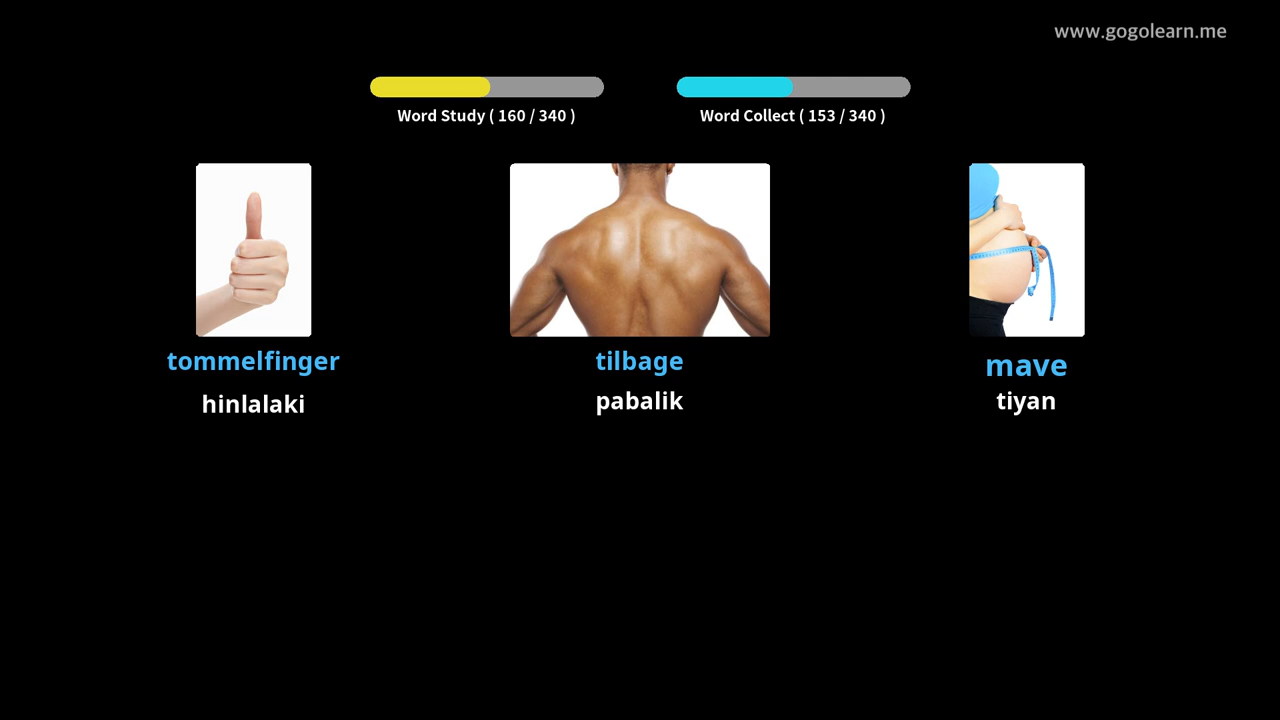 www.gogolearn.me
Word Study ( 160 / 340 )
Word Collect ( 153 / 340 )
tommelfinger
tilbage
mave
hinlalaki
pabalik
tiyan